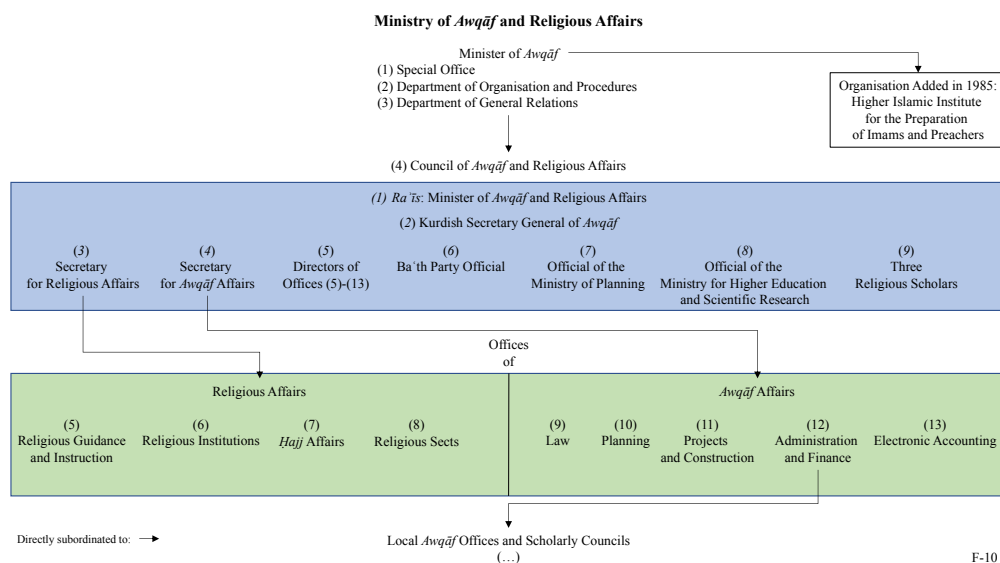 Ministry of Awqāf and Religious Affairs
Minister of Awqāf
(1) Special Office
(2) Department of Organisation and Procedures
(3) Department of General Relations
Organisation Added in 1985:
Higher Islamic Institute
for the Preparation
of Imams and Preachers
(4) Council of Awqāf and Religious Affairs
(1) Raʾīs: Minister of Awqāf and Religious Affairs
(2) Kurdish Secretary General of Awqāf
(3)
Secretary
for Religious Affairs
(4)
Secretary
for Awqāf Affairs
(5)
Directors of
Offices (5)-(13)
(6)
Baʿth Party Official
(7)
Official of the
Ministry of Planning
(8)
Official of the
Ministry for Higher Education
and Scientific Research
(9)
Three
Religious Scholars
Offices
of
Religious Affairs
(5)
Religious Guidance
and Instruction
(6)
Religious Institutions
(7)
Ḥajj Affairs
(8)
Religious Sects
Awqāf Affairs
(9)
Law
(10)
Planning
(11)
Projects
and Construction
(12)
Administration
and Finance
(13)
Electronic Accounting
Directly subordinated to:
Local Awqāf Offices and Scholarly Councils
(…)
F-10